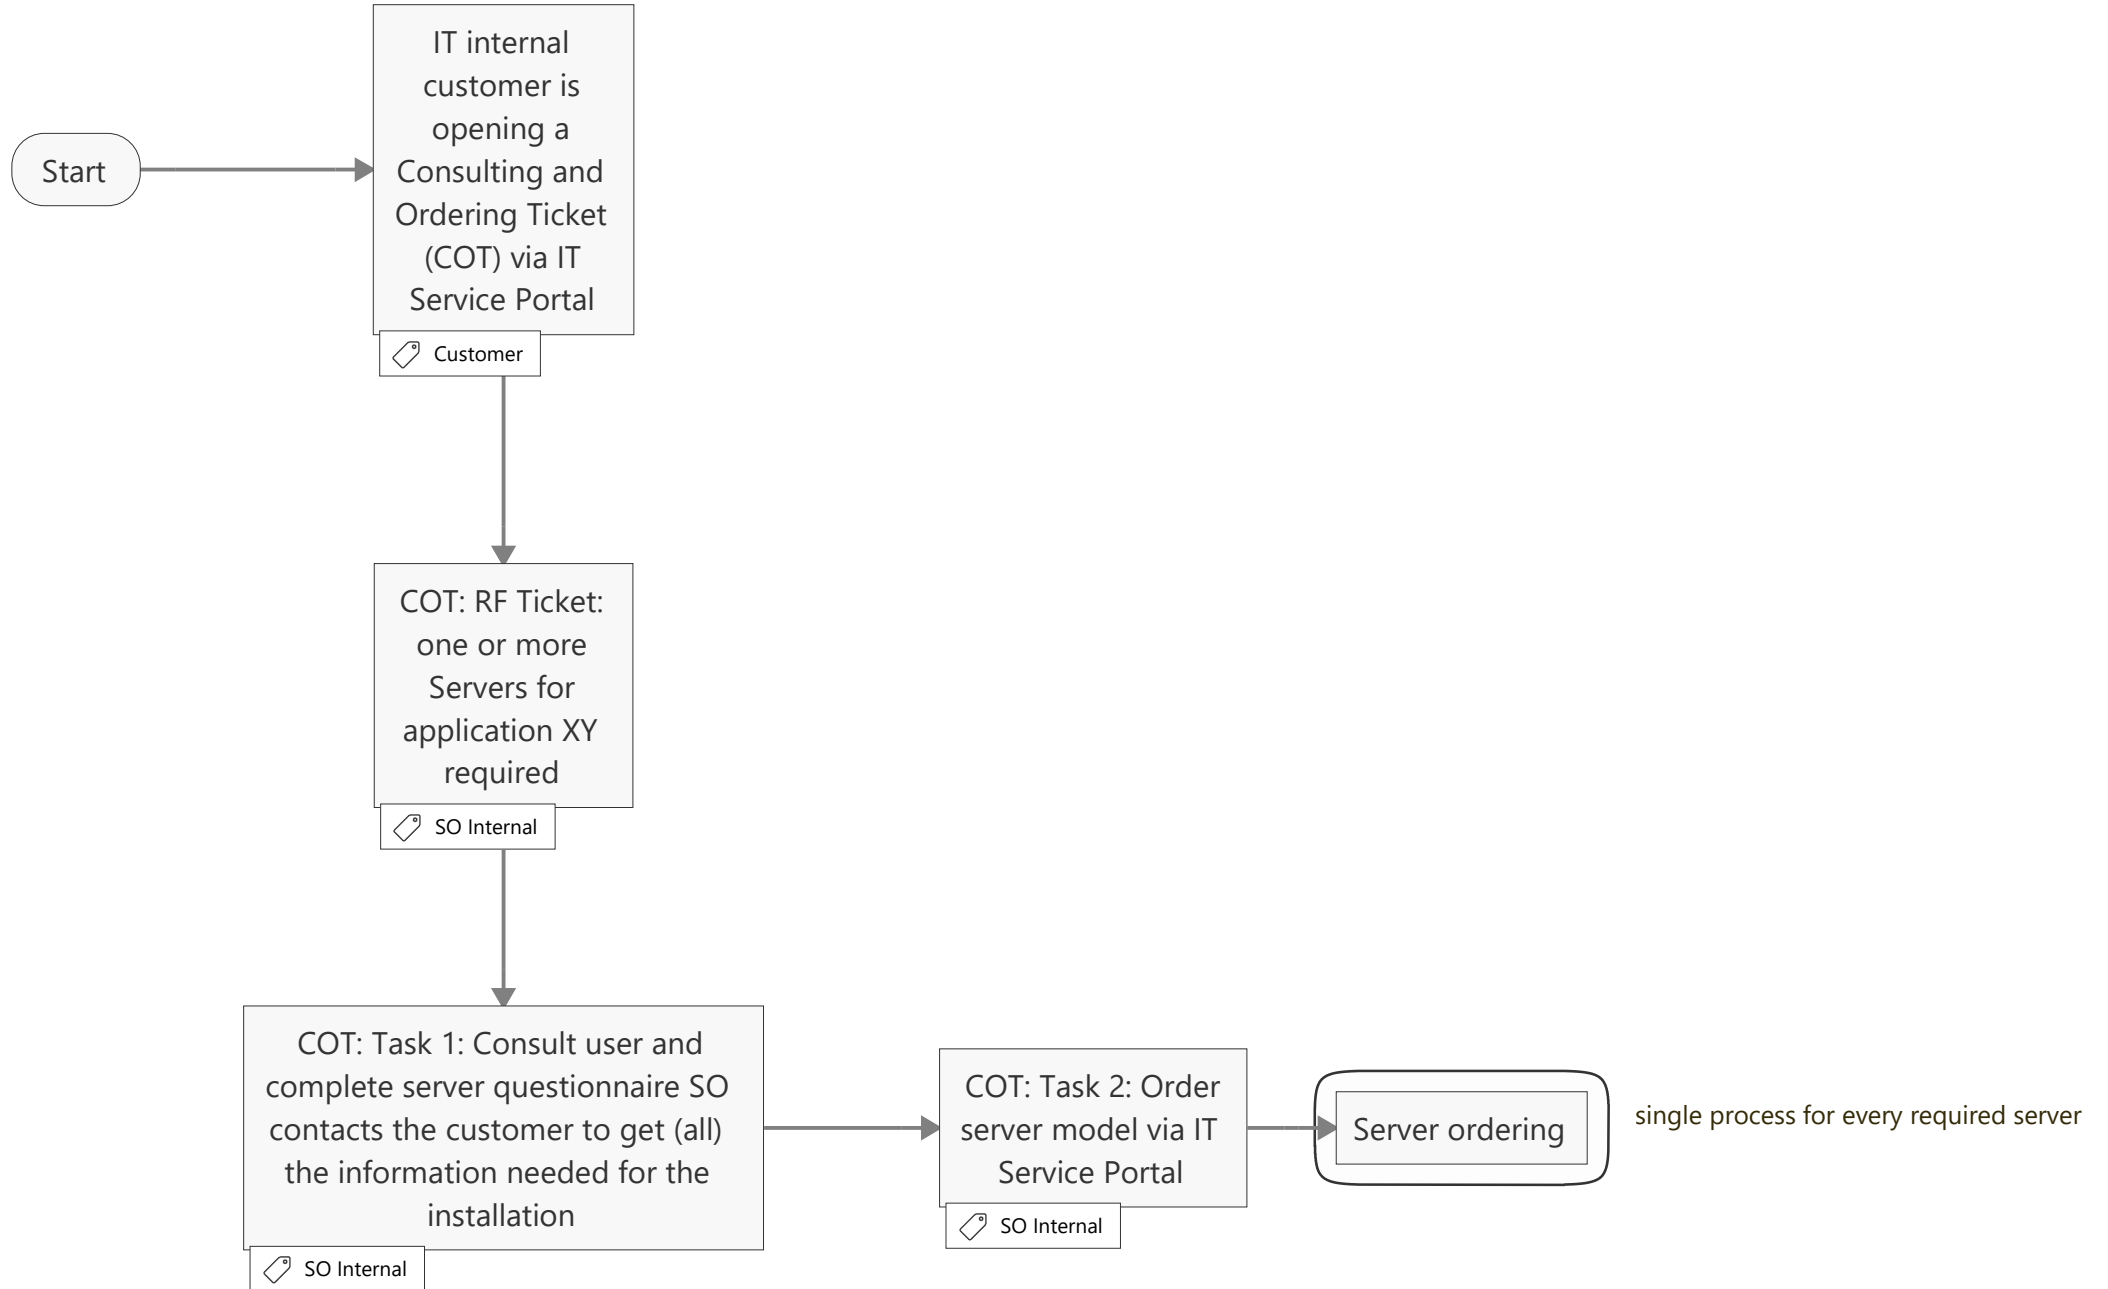 Start
IT internal
customer is
opening a
Consulting and
Ordering Ticket
(COT) via IT
Service Portal
Customer
COT: RF Ticket:
one or more
Servers for
application XY
required
SO Internal
COT: Task 1: Consult user and
complete server questionnaire SO
contacts the customer to get (all)
the information needed for the
installation
SO Internal
COT: Task 2: Order
server model via IT
Service Portal
SO Internal
Server ordering
single process for every required server